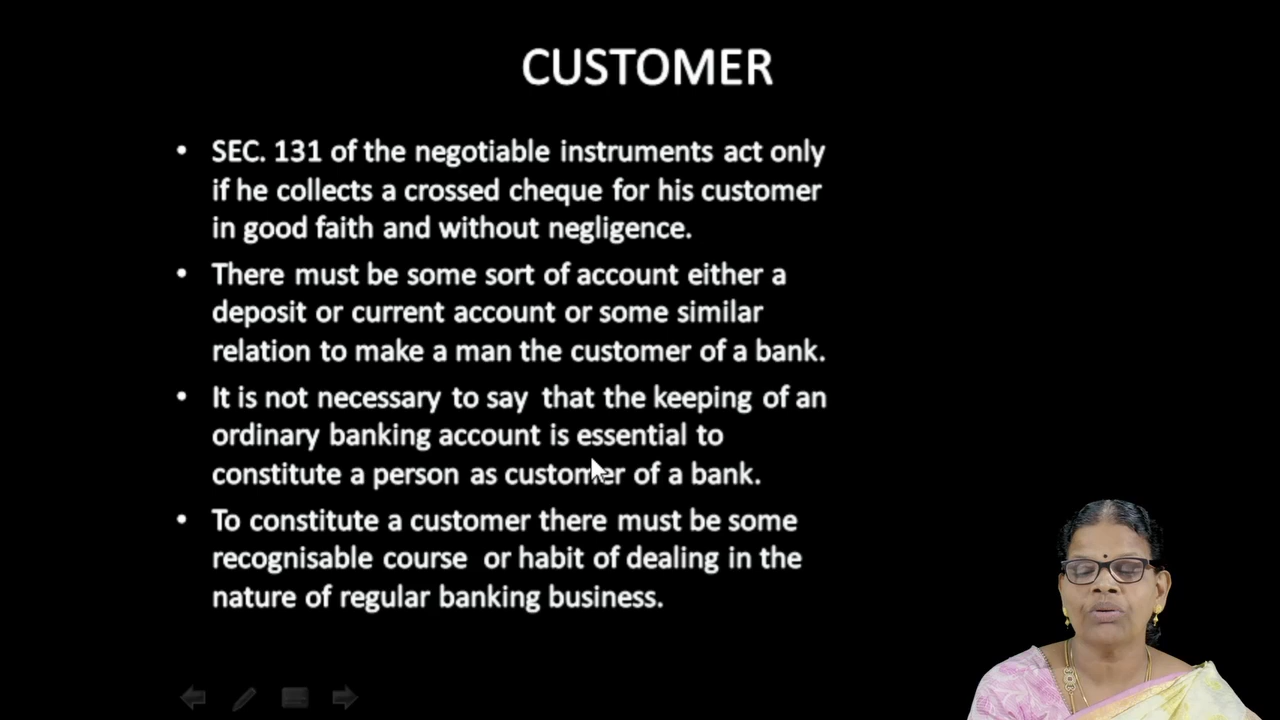 CUSTOMER
• SEC. 131 of the negotiable instruments act only
if he collects a crossed cheque for his customer
in good faith and without negligence.
• There must be some sort of account either a
deposit or current account or some similar
relation to make a man the customer of a bank.
• It is not necessary to say that the keeping of an
ordinary banking account is essential to
constitute a person as customer of a bank.
• To constitute a customer there must be some
recognisable course or habit of dealing in the
nature of regular banking business.